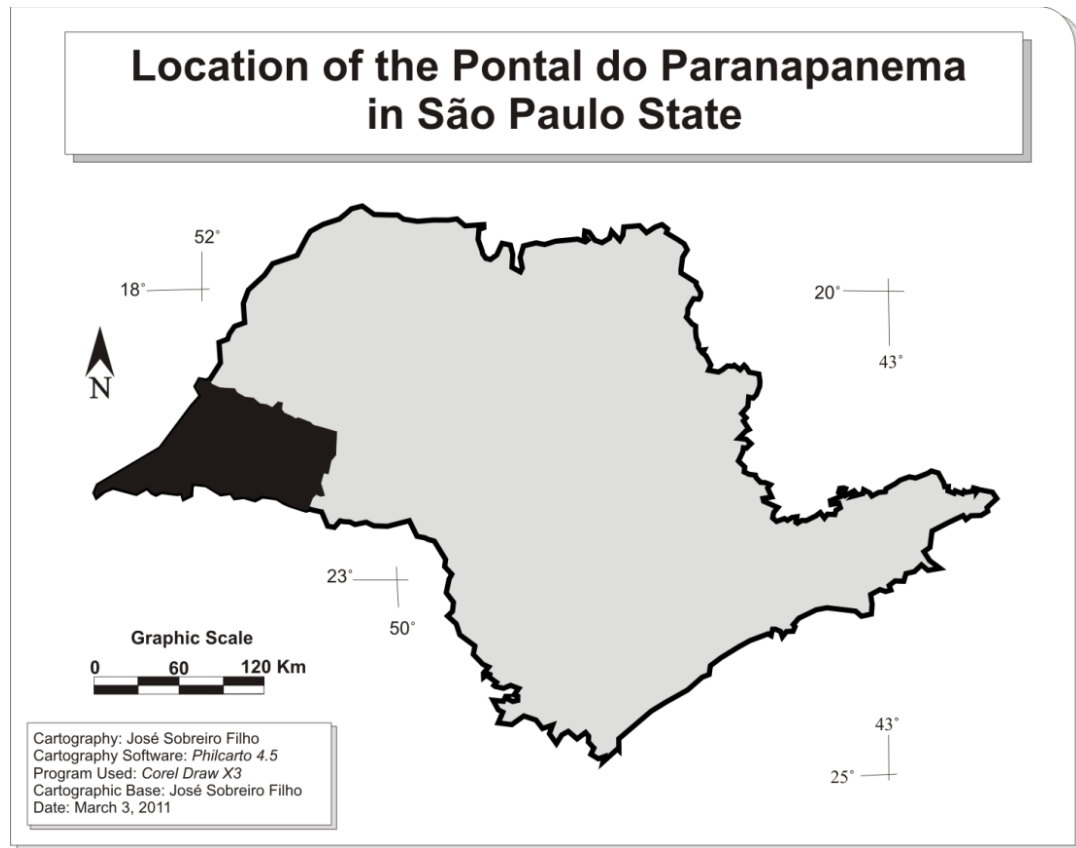 Location of the Pontal do Paranapanema
in São Paulo State
52°
18°
20°
43°
N
23°
50°
Graphic Scale
0 60 120 Km
43°
25°
Cartography: José Sobreiro Filho
Cartography Software: Philcarto 4.5
Program Used: Corel Draw X3
Cartographic Base: José Sobreiro Filho
Date: March 3, 2011